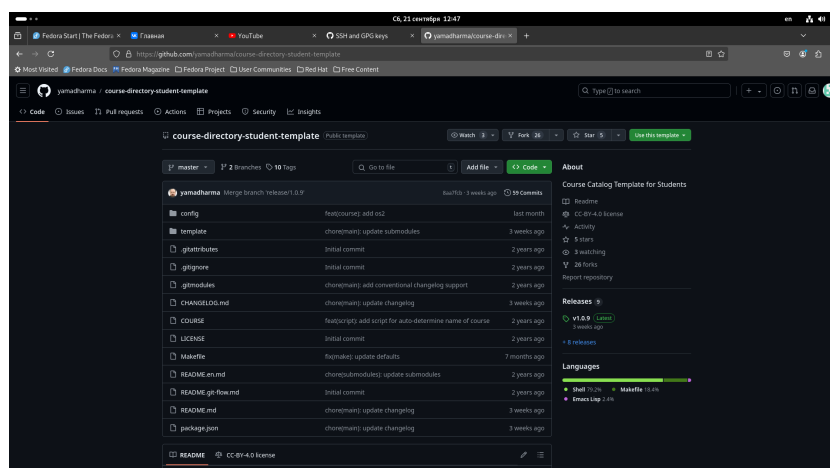 Сб, 21 сентября 12:47
en
Fedora Start | The Fedora
Главная
YouTube
SSH and GPG keys
yamadharma/course-dire
https://github.com/yamadharma/course-directory-student-template
Most Visited Fedora Docs Fedora Magazine Fedora Project User Communities Red Hat Free Content
yamadharma / course-directory-student-template
Type / to search
Code Issues Pull requests Actions Projects Security Insights
course-directory-student-template Public template
Watch 3 Fork 26 Star 5 Use this template
master 2 Branches 10 Tags Go to file t Add file Code
yamadharma Merge branch 'release/1.0.9' 3 weeks ago 59 Commits
config feat(course): add os2 last month
template chore(main): update submodules 3 weeks ago
.gitattributes Initial commit 2 years ago
.gitignore Initial commit 2 years ago
.gitmodules chore(main): add conventional changelog support 2 years ago
CHANGELOG.md chore(main): update changelog 3 weeks ago
COURSE feat(script): add script for auto-determine name of course 2 years ago
LICENSE Initial commit 2 years ago
Makefile fix(make): update defaults 7 months ago
README.en.md chore(submodules): update submodules 2 years ago
README.git-flow.md Initial commit 2 years ago
README.md chore(main): update changelog 3 weeks ago
package.json chore(main): update changelog 3 weeks ago
README CC-BY-4.0 license
About
Course Catalog Template for Students
Readme
CC-BY-4.0 license
Activity
5 stars
3 watching
26 forks
Report repository
Releases 9
v1.0.9 Latest
3 weeks ago
+ 8 releases
Languages
Shell 79.2% Makefile 18.4%
Emacs Lisp 2.4%